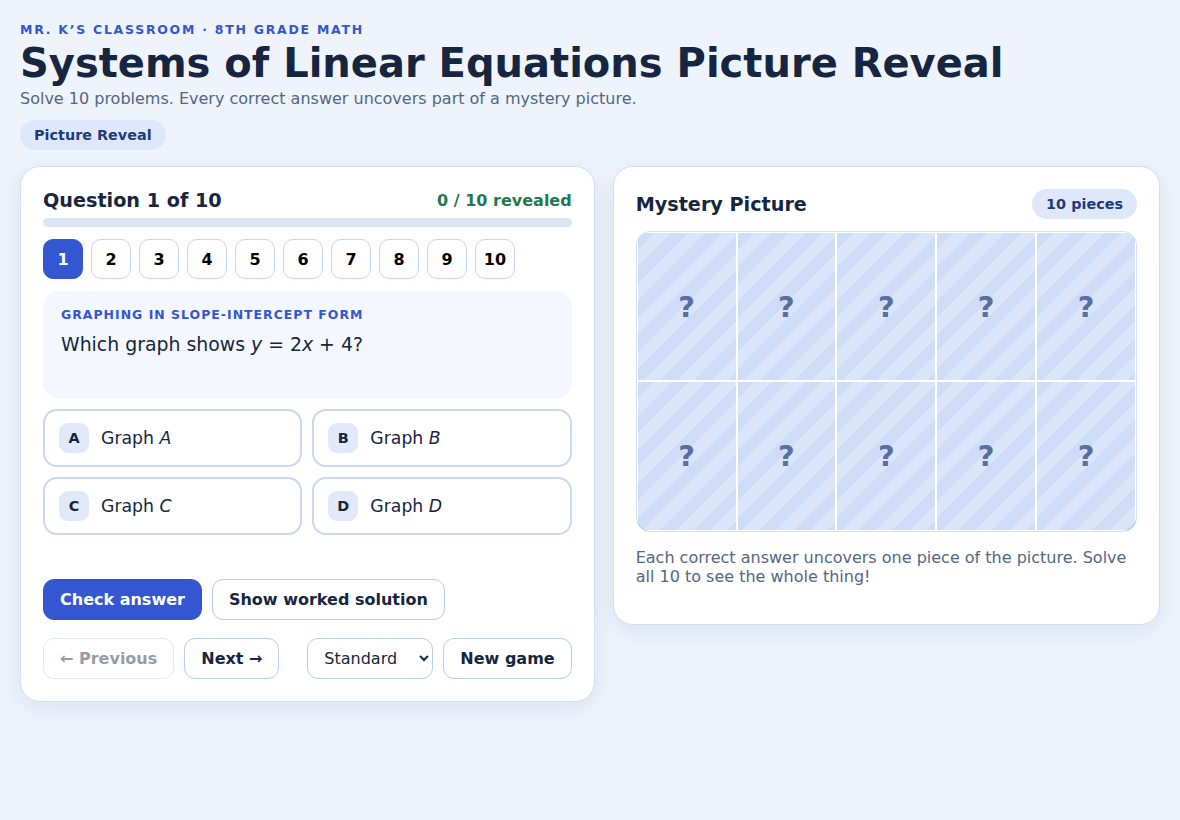 MR. K’S CLASSROOM · 8TH GRADE MATH
Systems of Linear Equations Picture Reveal
Solve 10 problems. Every correct answer uncovers part of a mystery picture.
Picture Reveal
Question 1 of 10
0 / 10 revealed
1 2 3 4 5 6 7 8 9 10
GRAPHING IN SLOPE-INTERCEPT FORM
Which graph shows y = 2x + 4?
A Graph A
B Graph B
C Graph C
D Graph D
Check answer
Show worked solution
← Previous
Next →
Standard
New game
Mystery Picture
10 pieces
? ? ? ? ?
? ? ? ? ?
Each correct answer uncovers one piece of the picture. Solve
all 10 to see the whole thing!